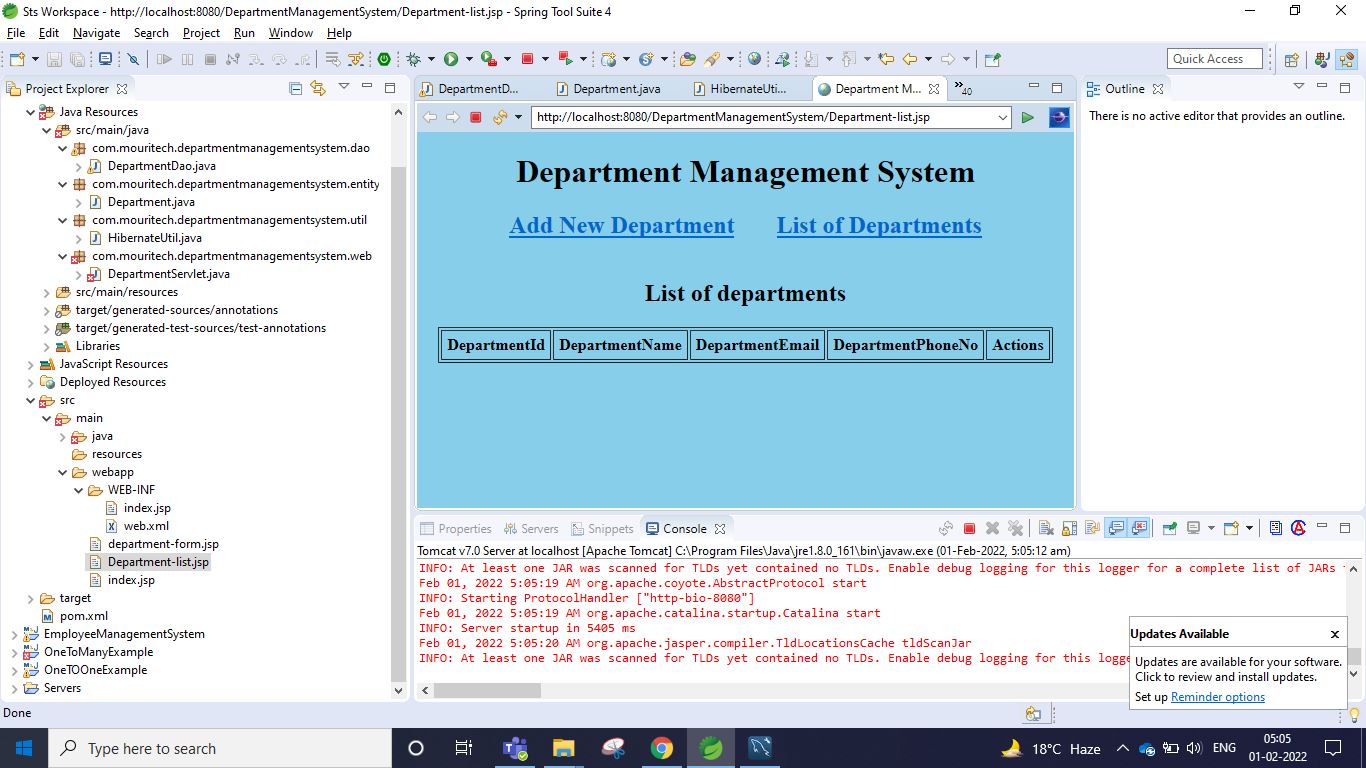 Sts Workspace - http://localhost:8080/DepartmentManagementSystem/Department-list.jsp - Spring Tool Suite 4
File Edit Navigate Search Project Run Window Help
Quick Access
Project Explorer
Java Resources
src/main/java
com.mouritech.departmentmanagementsystem.dao
DepartmentDao.java
com.mouritech.departmentmanagementsystem.entity
Department.java
com.mouritech.departmentmanagementsystem.util
HibernateUtil.java
com.mouritech.departmentmanagementsystem.web
DepartmentServlet.java
src/main/resources
target/generated-sources/annotations
target/generated-test-sources/test-annotations
Libraries
JavaScript Resources
Deployed Resources
src
main
java
resources
webapp
WEB-INF
index.jsp
web.xml
department-form.jsp
Department-list.jsp
index.jsp
target
pom.xml
EmployeeManagementSystem
OneToManyExample
OneTOOneExample
Servers
DepartmentD... Department.java HibernateUti... Department M... »40
http://localhost:8080/DepartmentManagementSystem/Department-list.jsp
Department Management System
Add New Department List of Departments
List of departments
DepartmentId DepartmentName DepartmentEmail DepartmentPhoneNo Actions
Outline
There is no active editor that provides an outline.
Properties Servers Snippets Console
Tomcat v7.0 Server at localhost [Apache Tomcat] C:\Program Files\Java\jre1.8.0_161\bin\javaw.exe (01-Feb-2022, 5:05:12 am)
INFO: At least one JAR was scanned for TLDs yet contained no TLDs. Enable debug logging for this logger for a complete list of JARs
Feb 01, 2022 5:05:19 AM org.apache.coyote.AbstractProtocol start
INFO: Starting ProtocolHandler ["http-bio-8080"]
Feb 01, 2022 5:05:19 AM org.apache.catalina.startup.Catalina start
INFO: Server startup in 5405 ms
Feb 01, 2022 5:05:20 AM org.apache.jasper.compiler.TldLocationsCache tldScanJar
INFO: At least one JAR was scanned for TLDs yet contained no TLDs. Enable debug logging for this logge
Updates Available
Updates are available for your software.
Click to review and install updates.
Set up Reminder options
Done
Type here to search
18°C Haze
ENG
05:05
01-02-2022